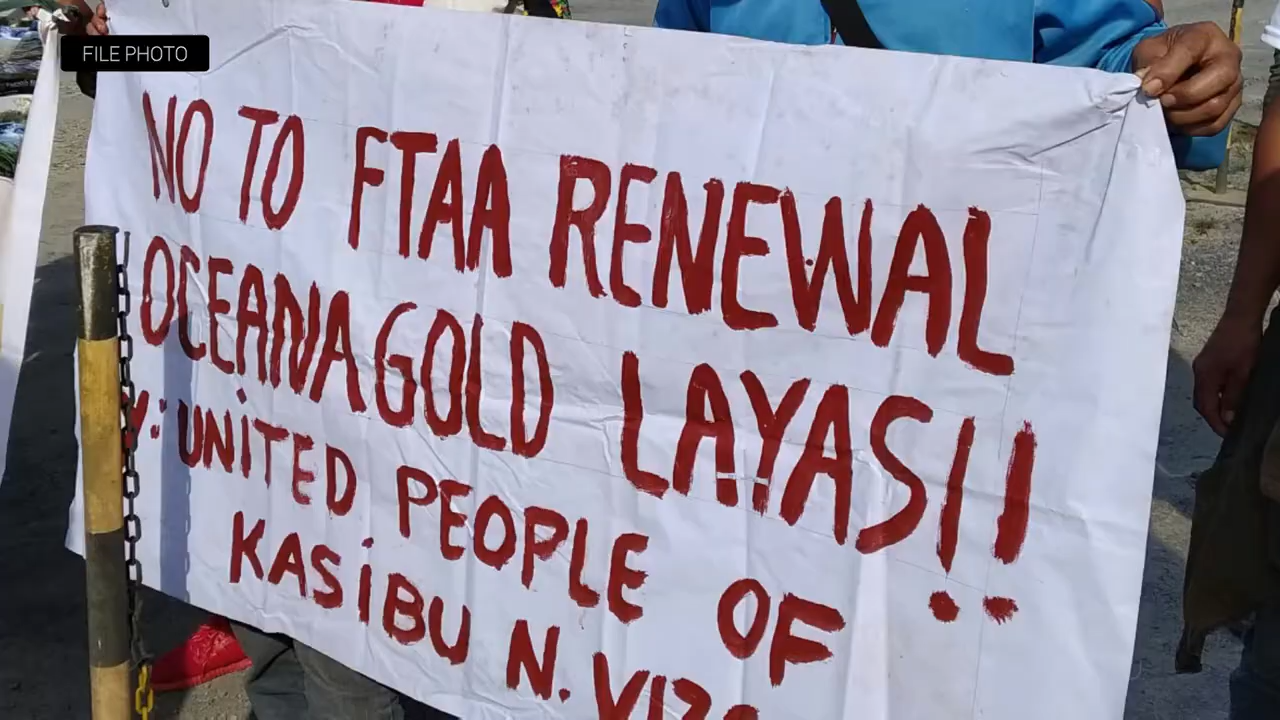 FILE PHOTO
NO TO FTAA RENEWAL
OCEANAGOLD LAYAS!!
: UNITED PEOPLE OF
KASIBU N.